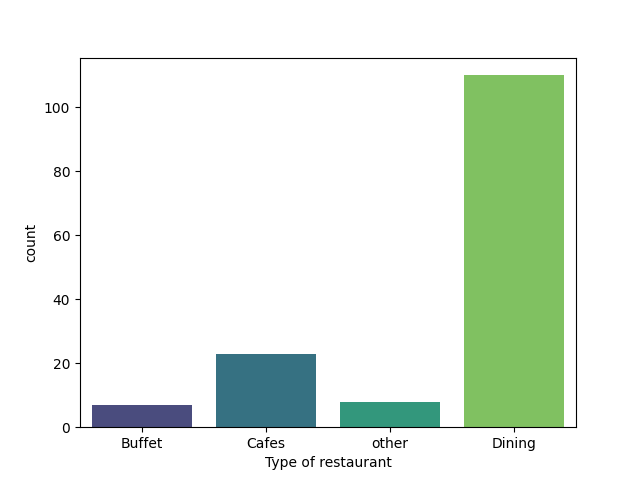 100
80
60
40
20
0
count
Buffet Cafes other Dining
Type of restaurant